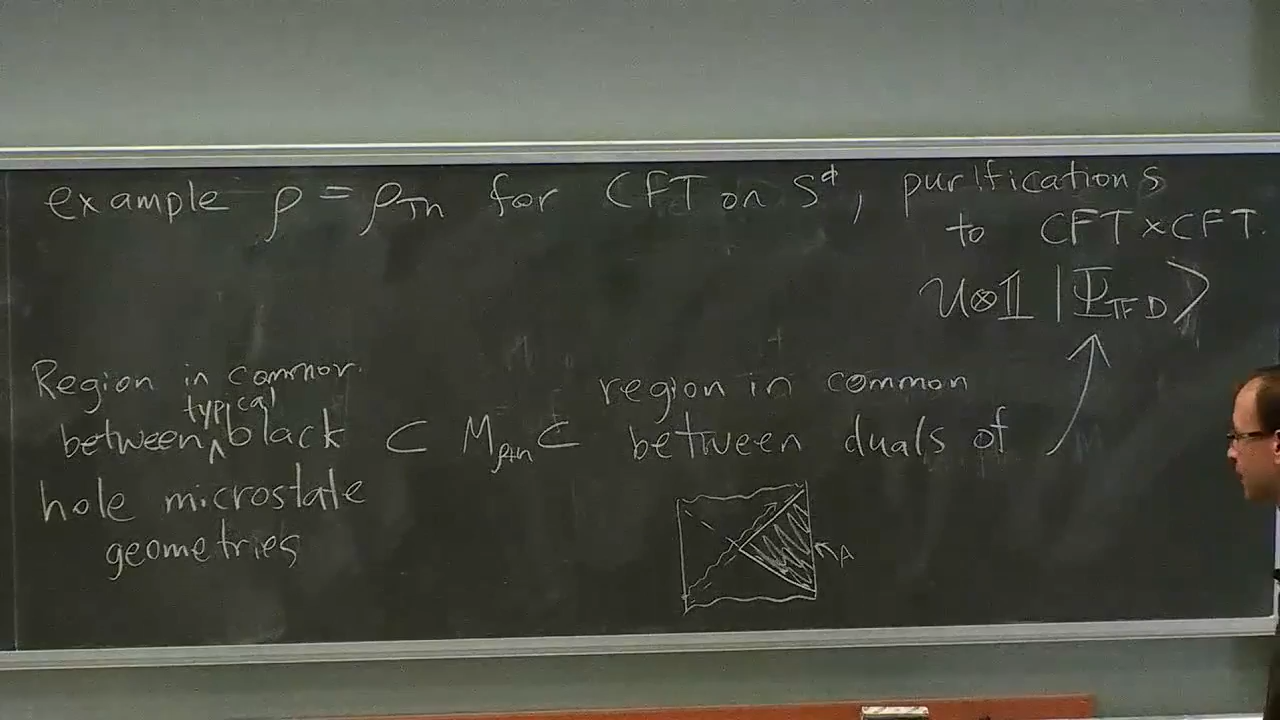 example ρ = ρTh for CFT on S^d, purifications
to CFT×CFT.
U⊗𝟙 |Ψ_TFD⟩
Region in common
typical
between ^ black
hole microstate
geometries
⊂ M_ρth ⊂
region in common
between duals of
A